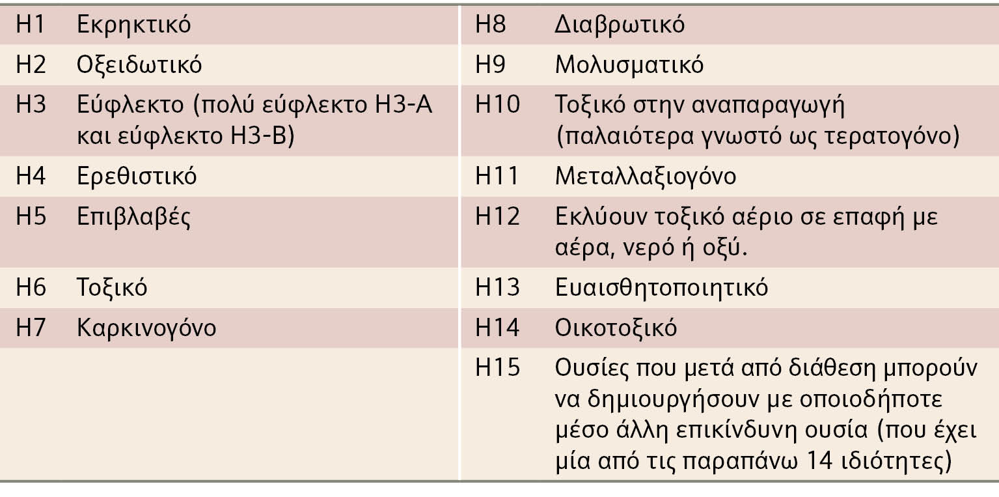 H1 Εκρηκτικό
H2 Οξειδωτικό
H3 Εύφλεκτο (πολύ εύφλεκτο H3-A
και εύφλεκτο H3-B)
H4 Ερεθιστικό
H5 Επιβλαβές
H6 Τοξικό
H7 Καρκινογόνο
H8 Διαβρωτικό
H9 Μολυσματικό
H10 Τοξικό στην αναπαραγωγή
(παλαιότερα γνωστό ως τερατογόνο)
H11 Μεταλλαξιογόνο
H12 Εκλύουν τοξικό αέριο σε επαφή με
αέρα, νερό ή οξύ.
H13 Ευαισθητοποιητικό
H14 Οικοτοξικό
H15 Ουσίες που μετά από διάθεση μπορούν
να δημιουργήσουν με οποιοδήποτε
μέσο άλλη επικίνδυνη ουσία (που έχει
μία από τις παραπάνω 14 ιδιότητες)